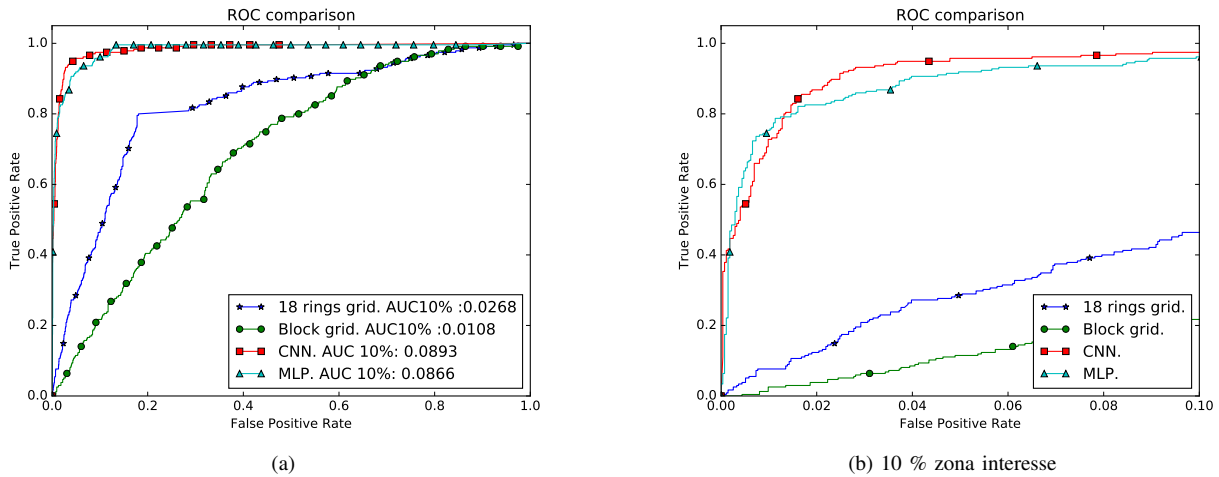 ROC comparison
1.0
0.8
0.6
0.4
0.2
0.0
True Positive Rate
0.0 0.2 0.4 0.6 0.8 1.0
False Positive Rate
18 rings grid. AUC10% :0.0268
Block grid. AUC10% :0.0108
CNN. AUC 10%: 0.0893
MLP. AUC 10%: 0.0866
(a)
ROC comparison
1.0
0.8
0.6
0.4
0.2
0.0
True Positive Rate
0.00 0.02 0.04 0.06 0.08 0.10
False Positive Rate
18 rings grid.
Block grid.
CNN.
MLP.
(b) 10 % zona interesse